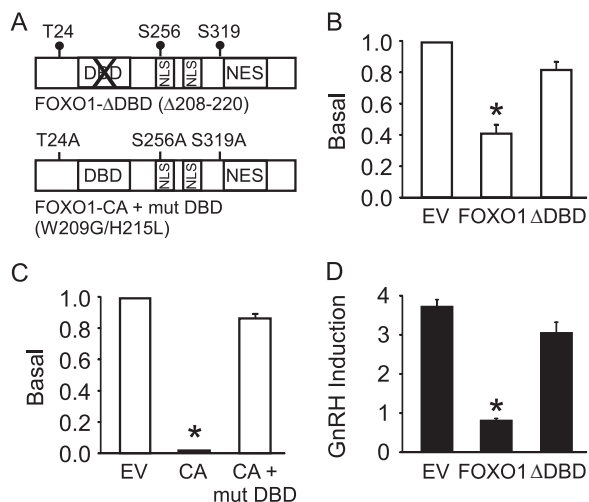 A
T24 S256 S319
DBD NLS NLS NES
FOXO1-ΔDBD (Δ208-220)
T24A S256A S319A
DBD NLS NLS NES
FOXO1-CA + mut DBD
(W209G/H215L)
B
Basal
1.0
0.8
0.6
0.4
0.2
0.0
*
EV FOXO1 ΔDBD
C
Basal
1.0
0.8
0.6
0.4
0.2
0.0
*
EV CA CA +
mut DBD
D
GnRH Induction
4
3
2
1
0
*
EV FOXO1 ΔDBD